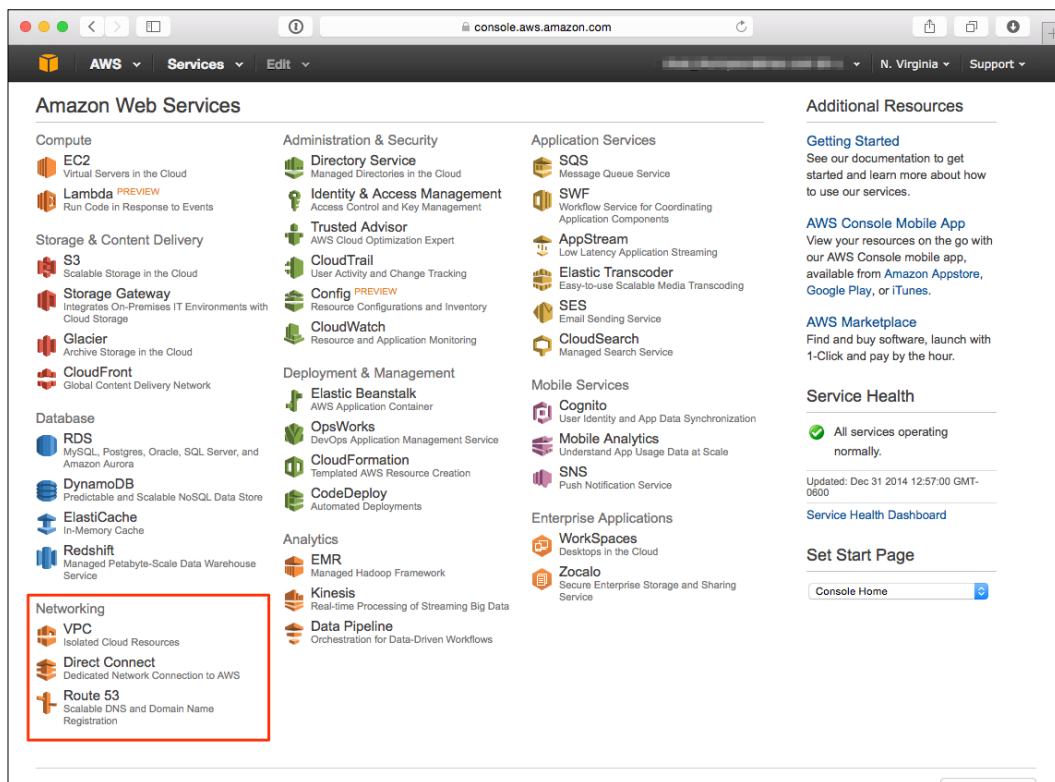 console.aws.amazon.com
AWS
Services
Edit
N. Virginia
Support
Amazon Web Services
Compute
EC2
Virtual Servers in the Cloud
Lambda PREVIEW
Run Code in Response to Events
Storage & Content Delivery
S3
Scalable Storage in the Cloud
Storage Gateway
Integrates On-Premises IT Environments with
Cloud Storage
Glacier
Archive Storage in the Cloud
CloudFront
Global Content Delivery Network
Database
RDS
MySQL, Postgres, Oracle, SQL Server, and
Amazon Aurora
DynamoDB
Predictable and Scalable NoSQL Data Store
ElastiCache
In-Memory Cache
Redshift
Managed Petabyte-Scale Data Warehouse
Service
Networking
VPC
Isolated Cloud Resources
Direct Connect
Dedicated Network Connection to AWS
Route 53
Scalable DNS and Domain Name
Registration
Administration & Security
Directory Service
Managed Directories in the Cloud
Identity & Access Management
Access Control and Key Management
Trusted Advisor
AWS Cloud Optimization Expert
CloudTrail
User Activity and Change Tracking
Config PREVIEW
Resource Configurations and Inventory
CloudWatch
Resource and Application Monitoring
Deployment & Management
Elastic Beanstalk
AWS Application Container
OpsWorks
DevOps Application Management Service
CloudFormation
Templated AWS Resource Creation
CodeDeploy
Automated Deployments
Analytics
EMR
Managed Hadoop Framework
Kinesis
Real-time Processing of Streaming Big Data
Data Pipeline
Orchestration for Data-Driven Workflows
Application Services
SQS
Message Queue Service
SWF
Workflow Service for Coordinating
Application Components
AppStream
Low Latency Application Streaming
Elastic Transcoder
Easy-to-use Scalable Media Transcoding
SES
Email Sending Service
CloudSearch
Managed Search Service
Mobile Services
Cognito
User Identity and App Data Synchronization
Mobile Analytics
Understand App Usage Data at Scale
SNS
Push Notification Service
Enterprise Applications
WorkSpaces
Desktops in the Cloud
Zocalo
Secure Enterprise Storage and Sharing
Service
Additional Resources
Getting Started
See our documentation to get
started and learn more about how
to use our services.
AWS Console Mobile App
View your resources on the go with
our AWS Console mobile app,
available from Amazon Appstore,
Google Play, or iTunes.
AWS Marketplace
Find and buy software, launch with
1-Click and pay by the hour.
Service Health
All services operating
normally.
Updated: Dec 31 2014 12:57:00 GMT-
0600
Service Health Dashboard
Set Start Page
Console Home